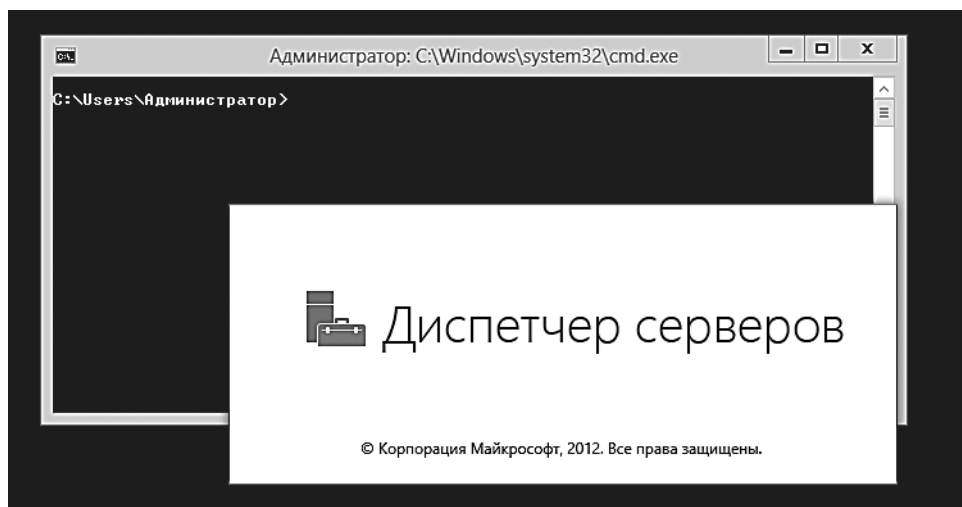 Администратор: C:\Windows\system32\cmd.exe
C:\Users\Администратор>
Диспетчер серверов
© Корпорация Майкрософт, 2012. Все права защищены.